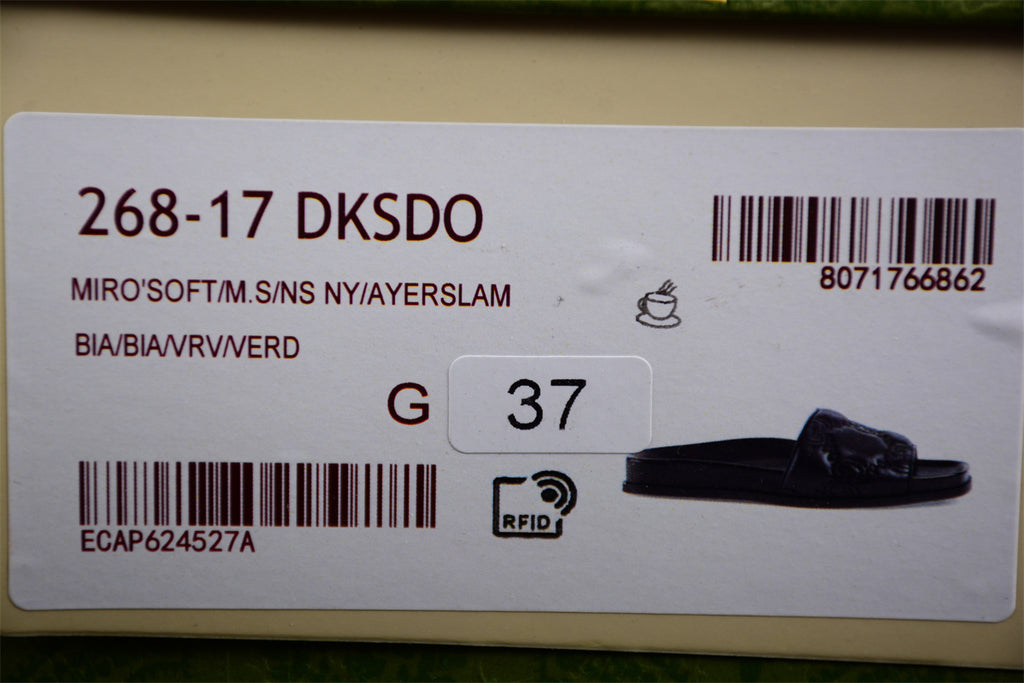 268-17 DKSDO
8071766862
MIRO'SOFT/M.S/NS NY/AYERSLAM
BIA/BIA/VRV/VERD
G 37
RFID
ECAP624527A